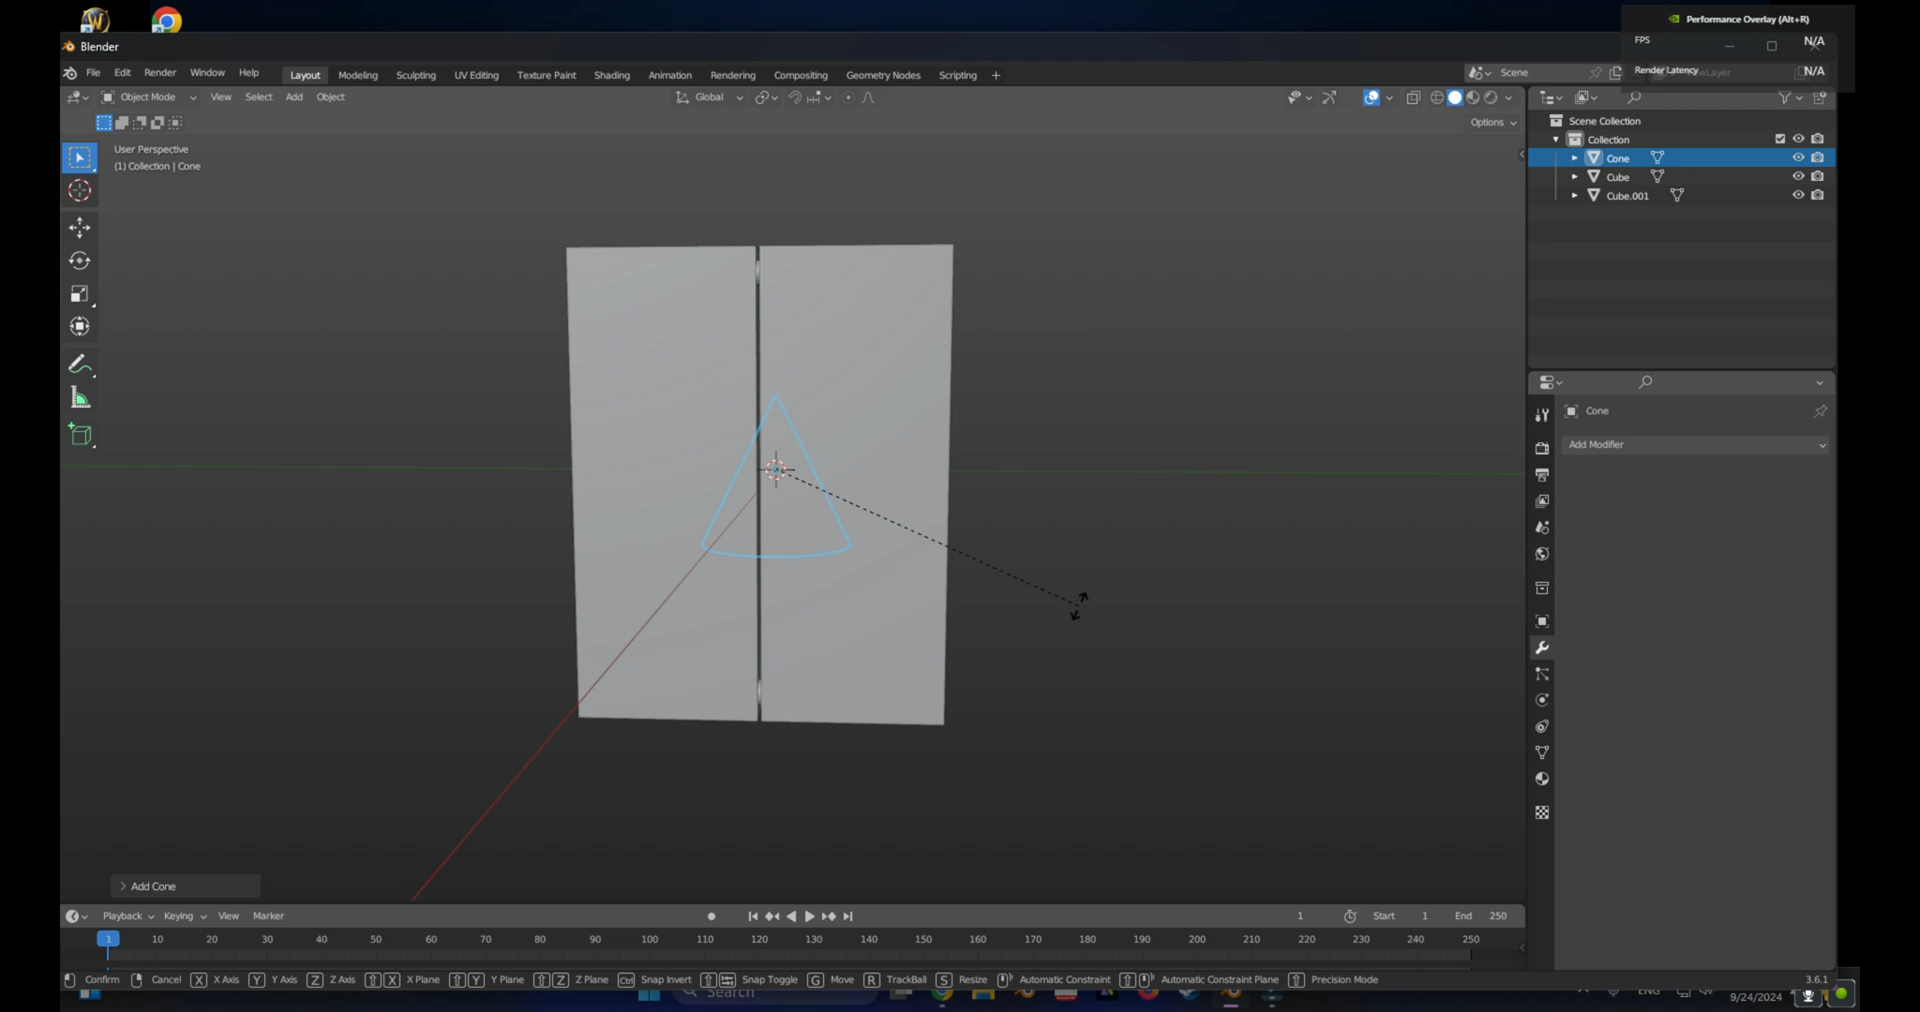 Performance Overlay (Alt+R)
Blender
FPS
N/A
File Edit Render Window Help
Layout Modeling Sculpting UV Editing Texture Paint Shading Animation Rendering Compositing Geometry Nodes Scripting +
Scene
Render Latency
N/A
Object Mode View Select Add Object
Global
Options
User Perspective
(1) Collection | Cone
Scene Collection
Collection
Cone
Cube
Cube.001
Cone
Add Modifier
Add Cone
Playback Keying View Marker
1 Start 1 End 250
1 10 20 30 40 50 60 70 80 90 100 110 120 130 140 150 160 170 180 190 200 210 220 230 240 250
Confirm Cancel X X Axis Y Y Axis Z Z Axis X X Plane Y Y Plane Z Z Plane Ctrl Snap Invert Snap Toggle G Move R TrackBall S Resize Automatic Constraint Automatic Constraint Plane Precision Mode
3.6.1
Search
ENG
9/24/2024